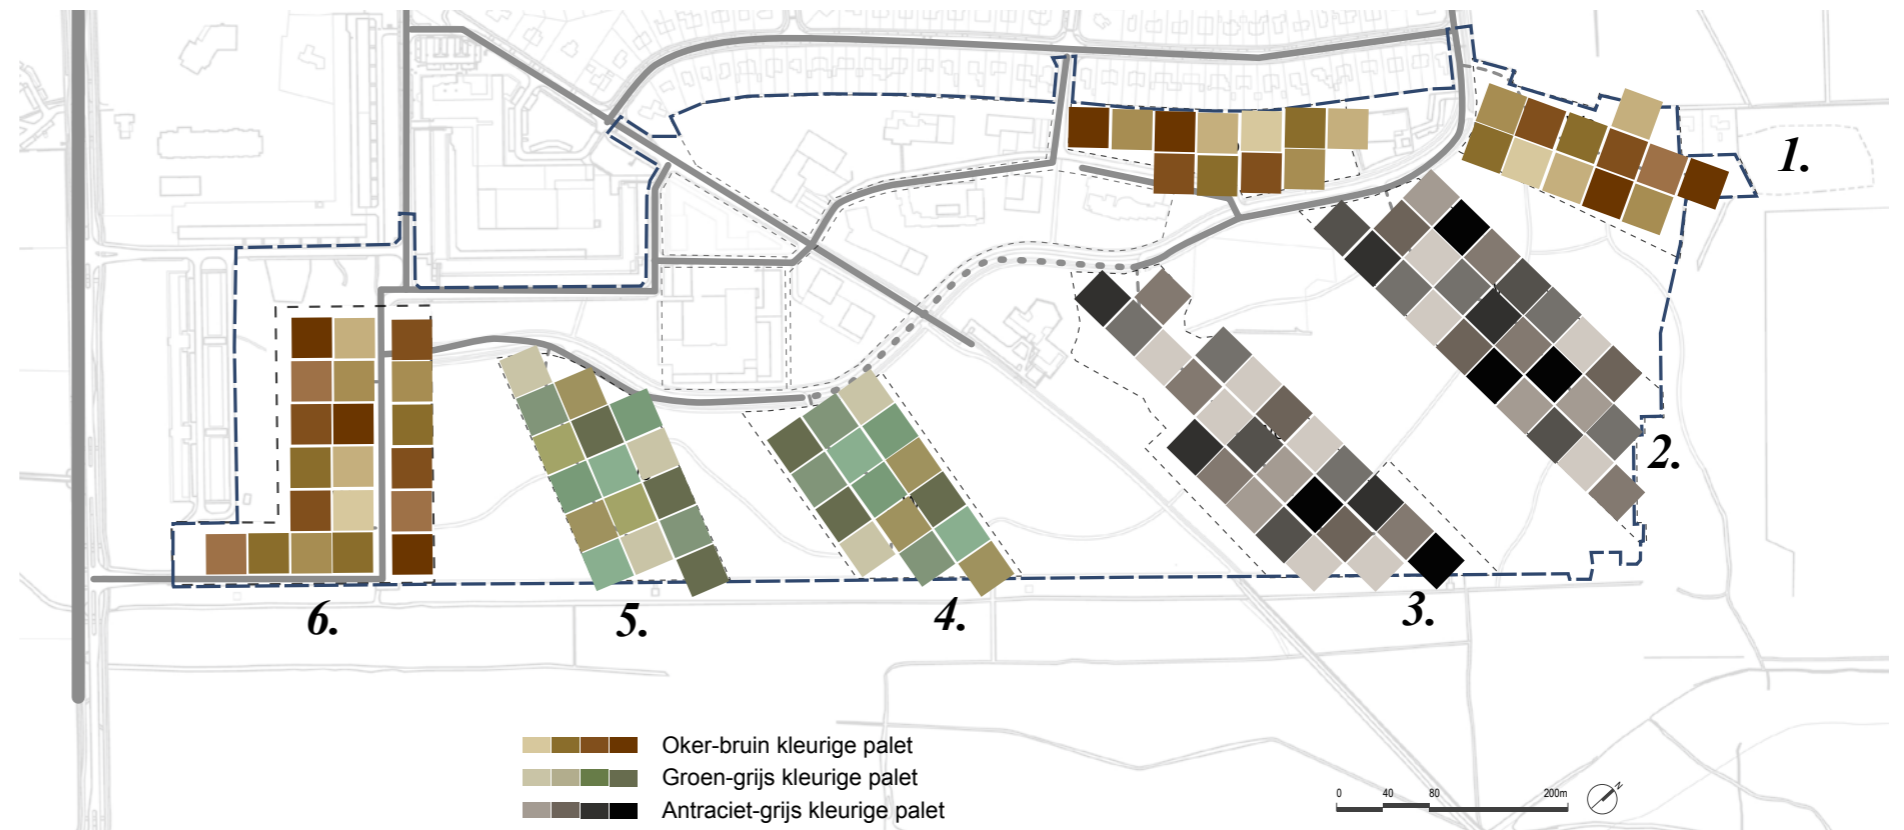 1.
2.
3.
4.
5.
6.
Oker-bruin kleurige palet
Groen-grijs kleurige palet
Antraciet-grijs kleurige palet
0 40 80 200m
N